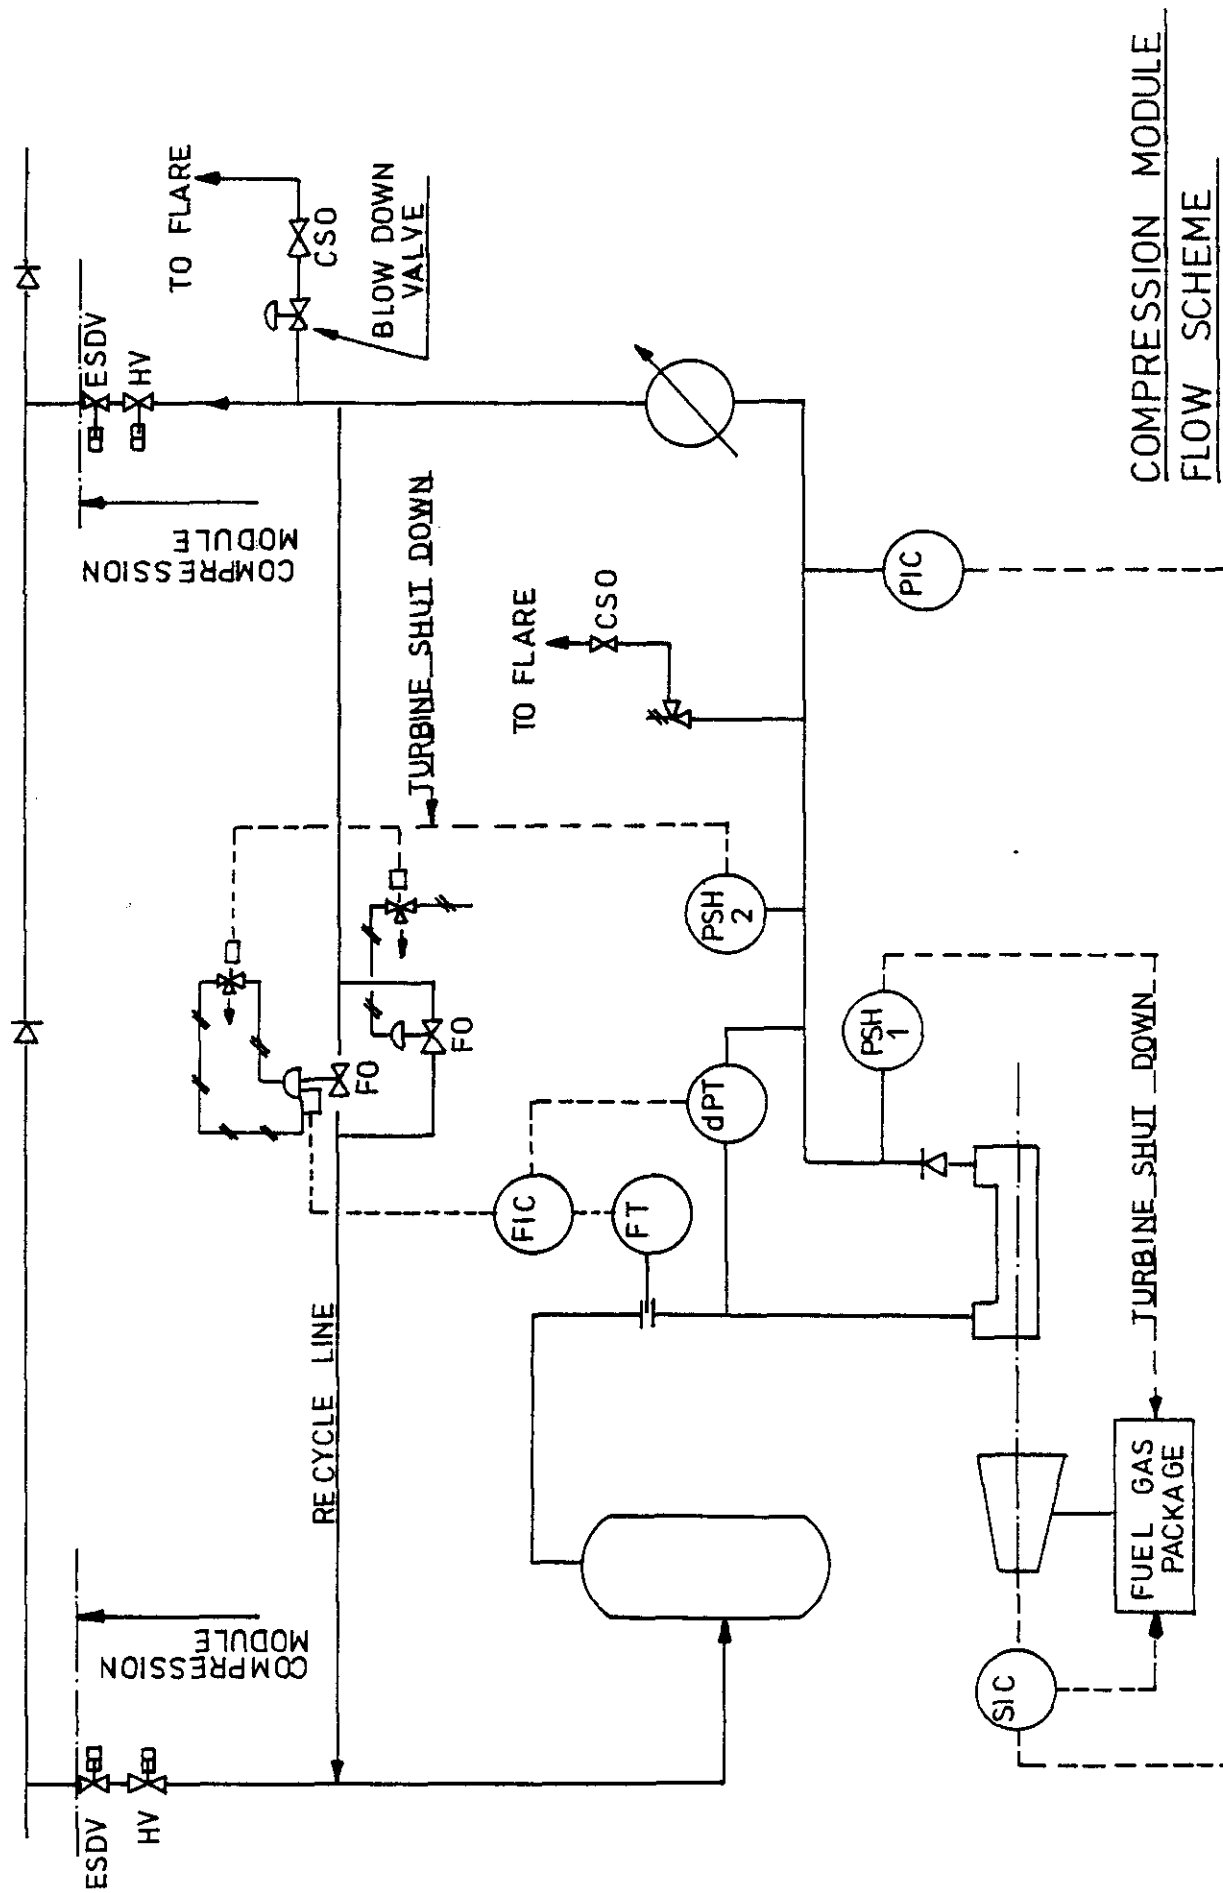 TO FLARE
CSO
BLOW DOWN
VALVE
ESDV
HV
COMPRESSION
MODULE
TURBINE SHUT DOWN
TO FLARE
CSO
PIC
PSH
2
PSH
1
FO
FO
dPT
FIC
FT
RECYCLE LINE
TURBINE SHUT DOWN
COMPRESSION
MODULE
ESDV
HV
FUEL GAS
PACKAGE
SIC
COMPRESSION MODULE
FLOW SCHEME